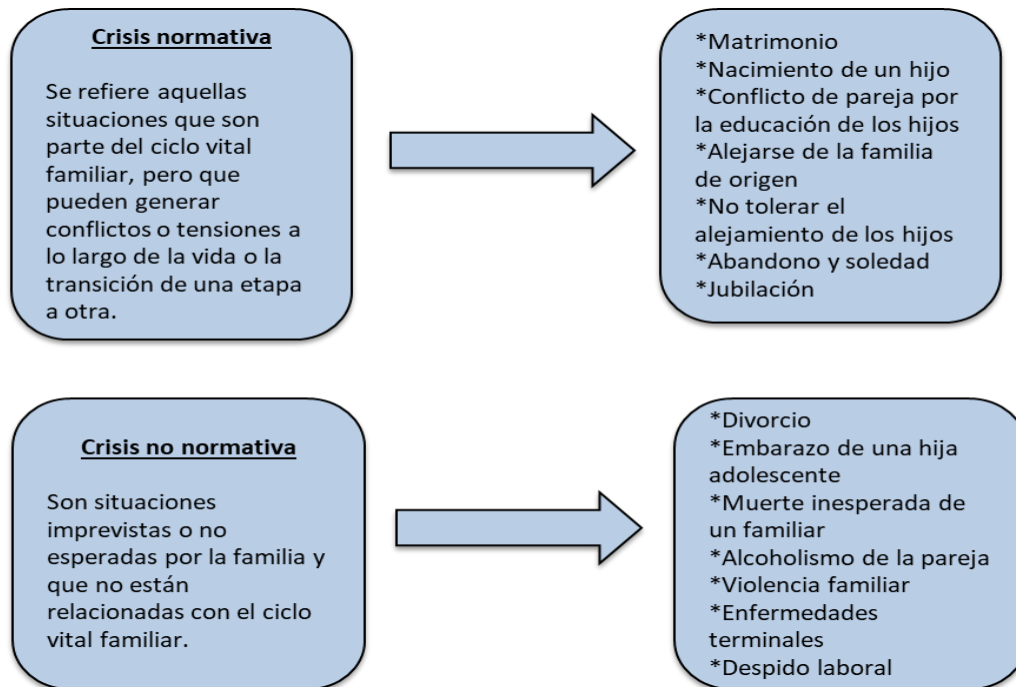 Crisis normativa
Se refiere aquellas
situaciones que son
parte del ciclo vital
familiar, pero que
pueden generar
conflictos o tensiones a
lo largo de la vida o la
transición de una etapa
a otra.
*Matrimonio
*Nacimiento de un hijo
*Conflicto de pareja por
la educación de los hijos
*Alejarse de la familia
de origen
*No tolerar el
alejamiento de los hijos
*Abandono y soledad
*Jubilación
Crisis no normativa
Son situaciones
imprevistas o no
esperadas por la familia y
que no están
relacionadas con el ciclo
vital familiar.
*Divorcio
*Embarazo de una hija
adolescente
*Muerte inesperada de
un familiar
*Alcoholismo de la pareja
*Violencia familiar
*Enfermedades
terminales
*Despido laboral